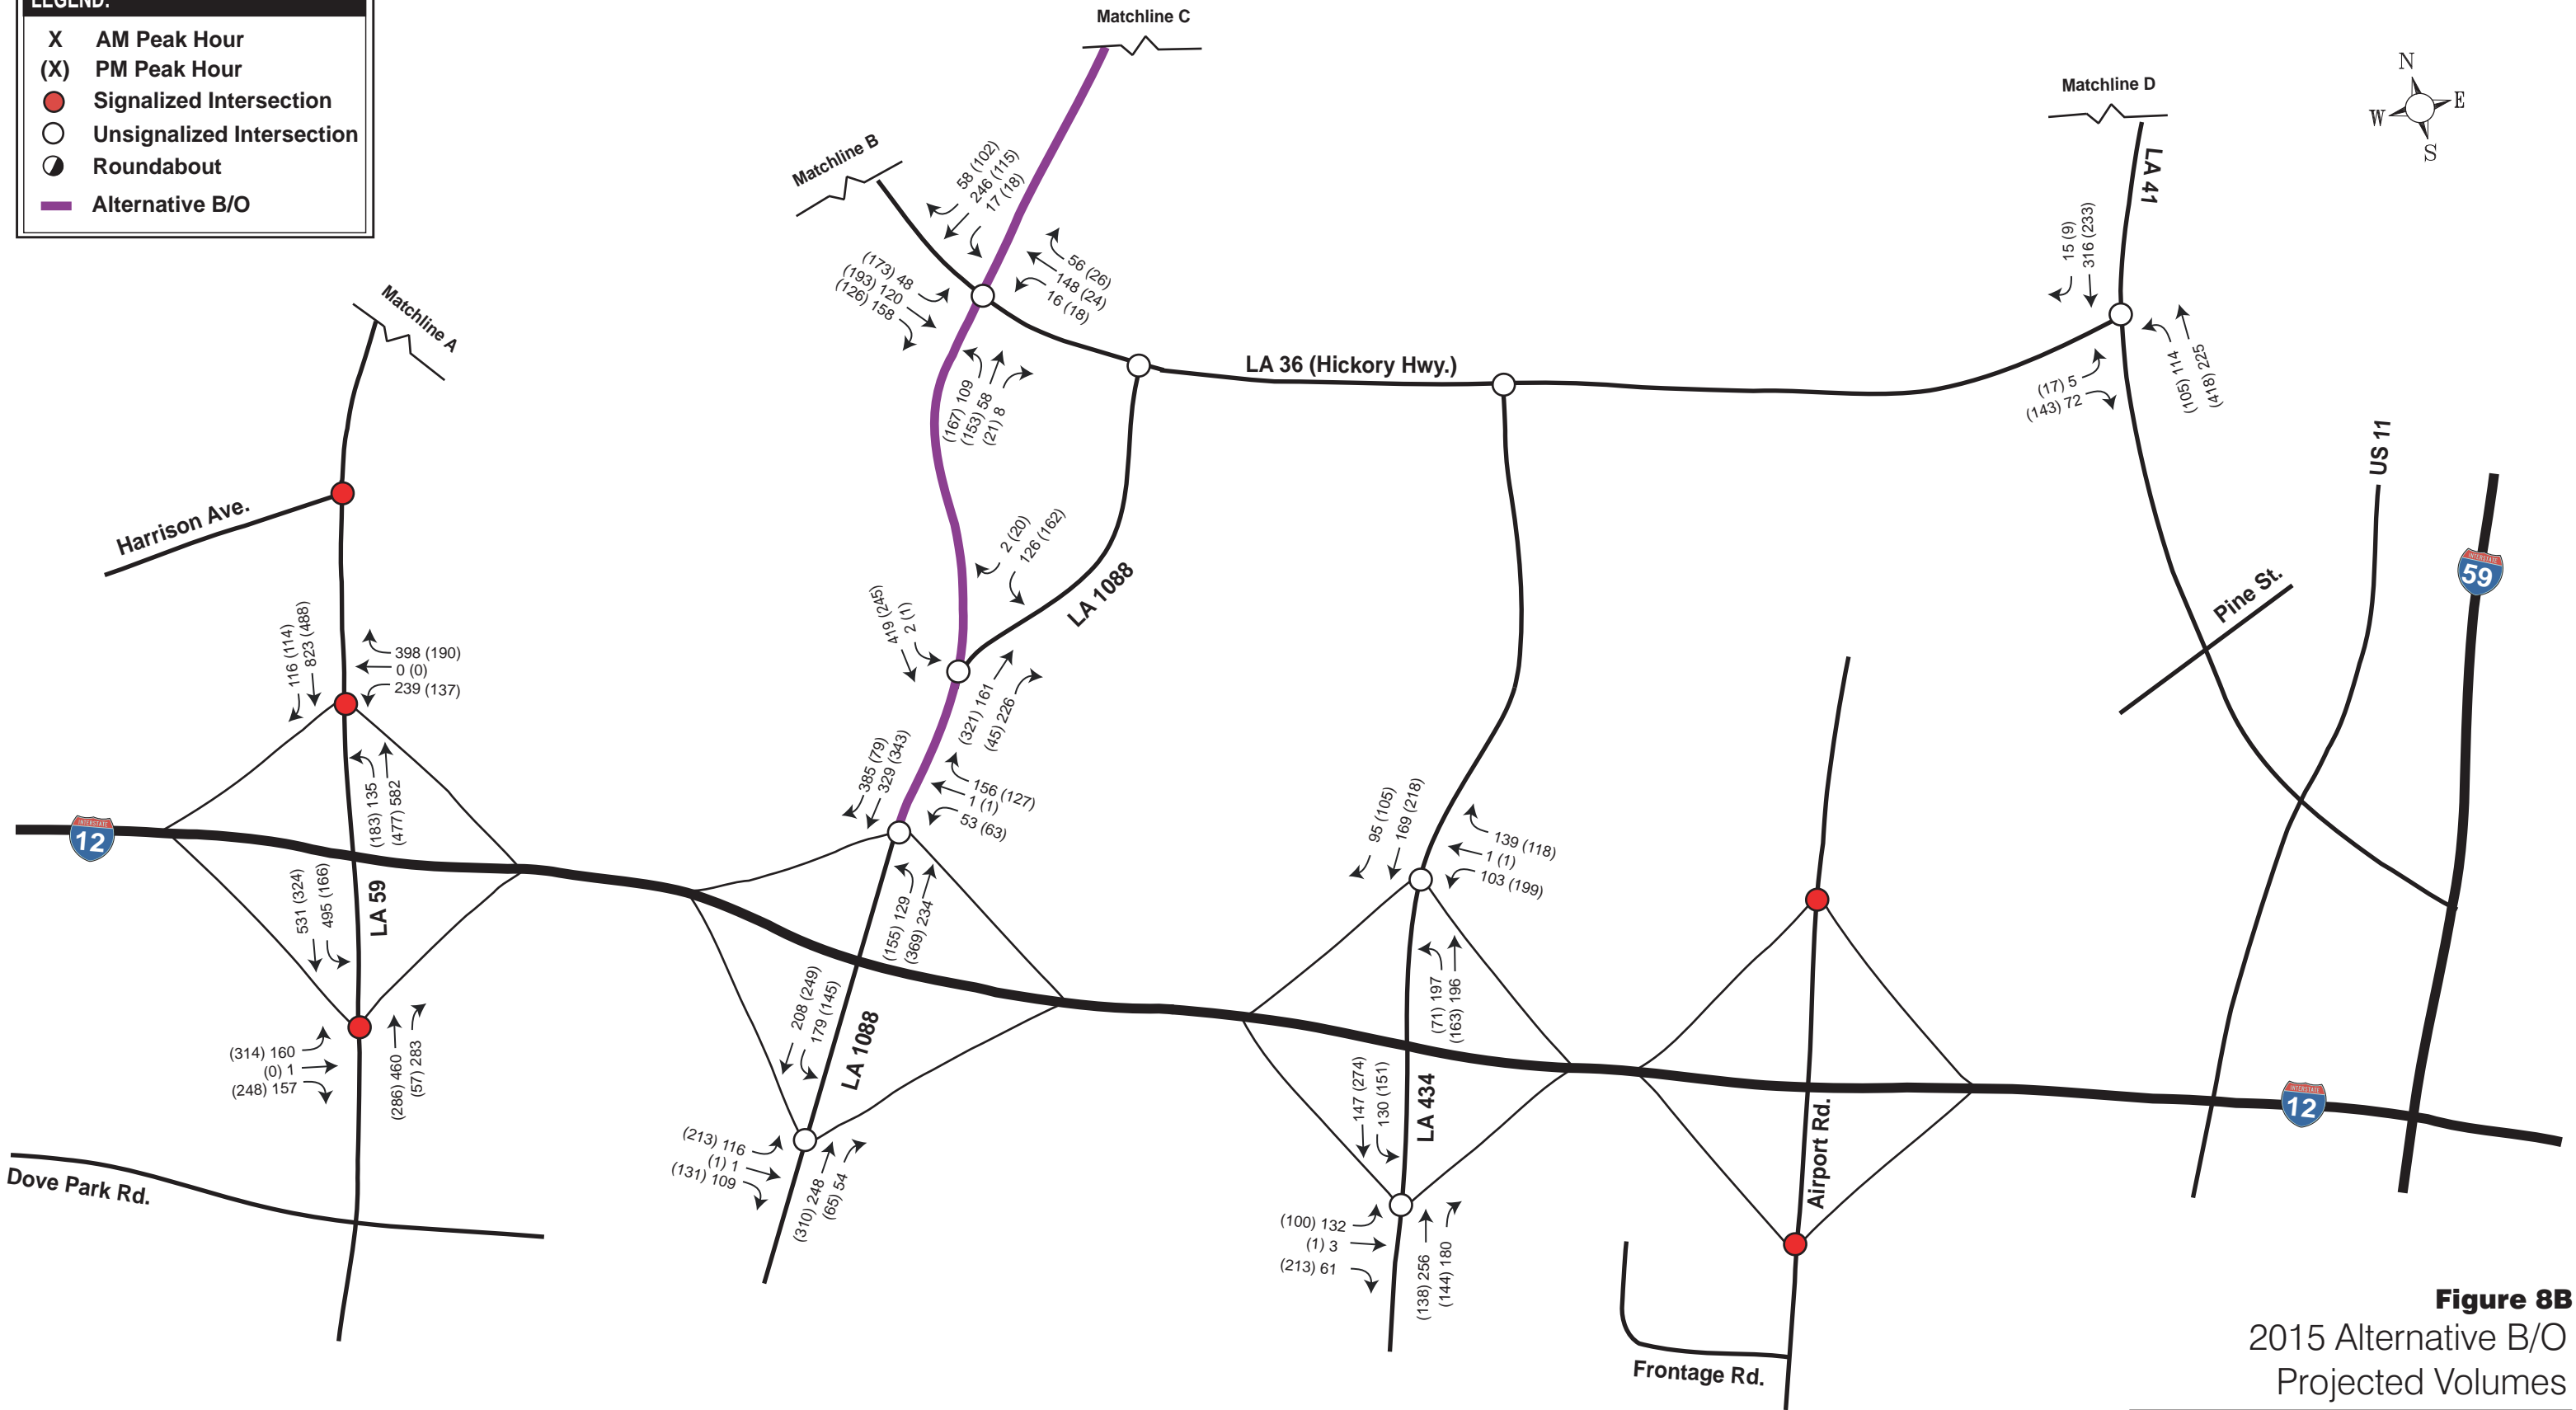 LEGEND:
X AM Peak Hour
(X) PM Peak Hour
Signalized Intersection
Unsignalized Intersection
Roundabout
Alternative B/O
Matchline C
Matchline D
N
E
W
S
Matchline B
Matchline A
LA 41
58 (102)
246 (115)
17 (18)
56 (26)
148 (24)
16 (18)
(173) 48
(193) 120
(126) 158
(167) 109
(153) 58
(21) 8
15 (9)
316 (233)
(17) 5
(143) 72
(105) 114
(418) 225
LA 36 (Hickory Hwy.)
US 11
Harrison Ave.
2 (20)
126 (162)
LA 1088
INTERSTATE
59
Pine St.
419 (245)
2 (1)
(321) 161
(45) 226
116 (114)
823 (488)
398 (190)
0 (0)
239 (137)
(183) 135
(477) 582
385 (79)
329 (343)
156 (127)
1 (1)
53 (63)
(155) 129
(369) 234
95 (105)
169 (218)
139 (118)
1 (1)
103 (199)
(71) 197
(163) 196
INTERSTATE
12
531 (324)
495 (166)
LA 59
208 (249)
179 (145)
LA 1088
147 (274)
130 (151)
LA 434
Airport Rd.
INTERSTATE
12
(314) 160
(0) 1
(248) 157
(286) 460
(57) 283
(213) 116
(1) 1
(131) 109
(310) 248
(65) 54
(100) 132
(1) 3
(213) 61
(138) 256
(144) 180
Dove Park Rd.
Frontage Rd.
Figure 8B
2015 Alternative B/O
Projected Volumes